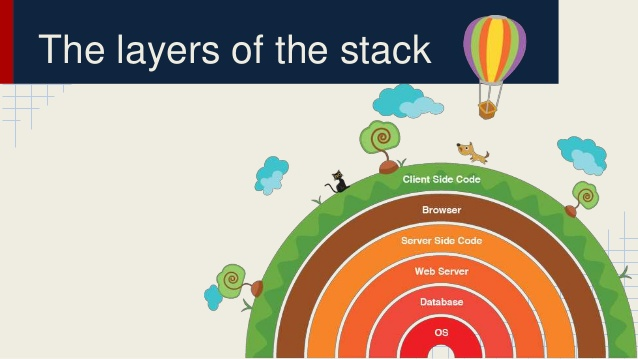 The layers of the stack
Client Side Code
Browser
Server Side Code
Web Server
Database
OS